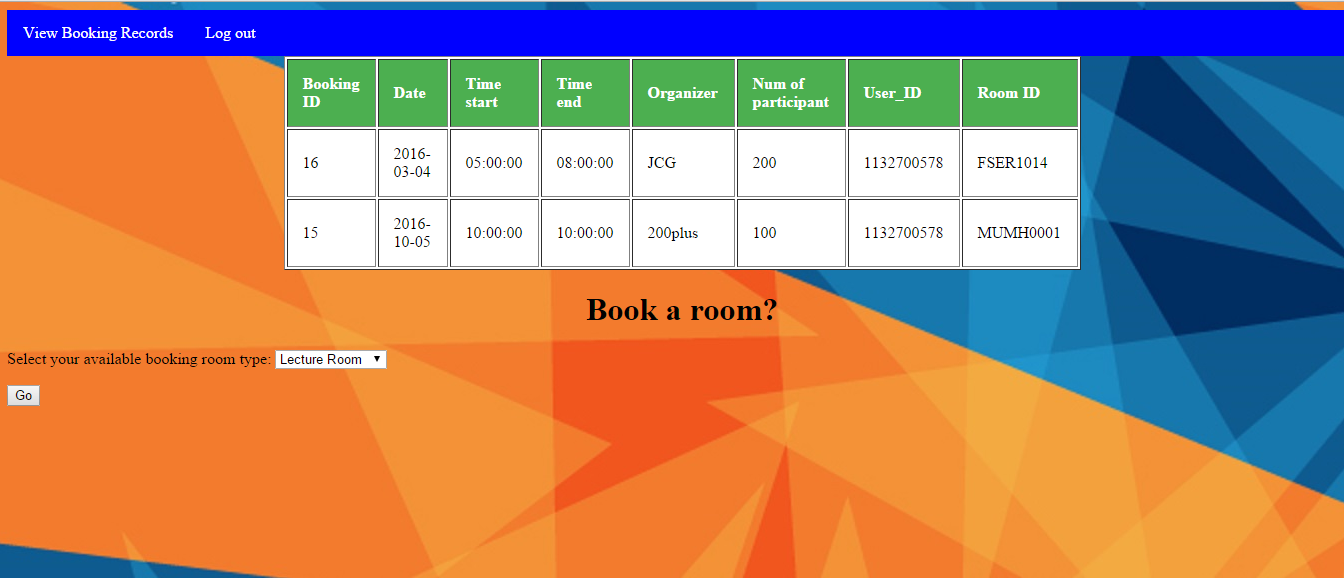 View Booking Records Log out
Booking ID Date Time start Time end Organizer Num of participant User_ID Room ID
16 2016-03-04 05:00:00 08:00:00 JCG 200 1132700578 FSER1014
15 2016-10-05 10:00:00 10:00:00 200plus 100 1132700578 MUMH0001
Book a room?
Select your available booking room type: Lecture Room
Go